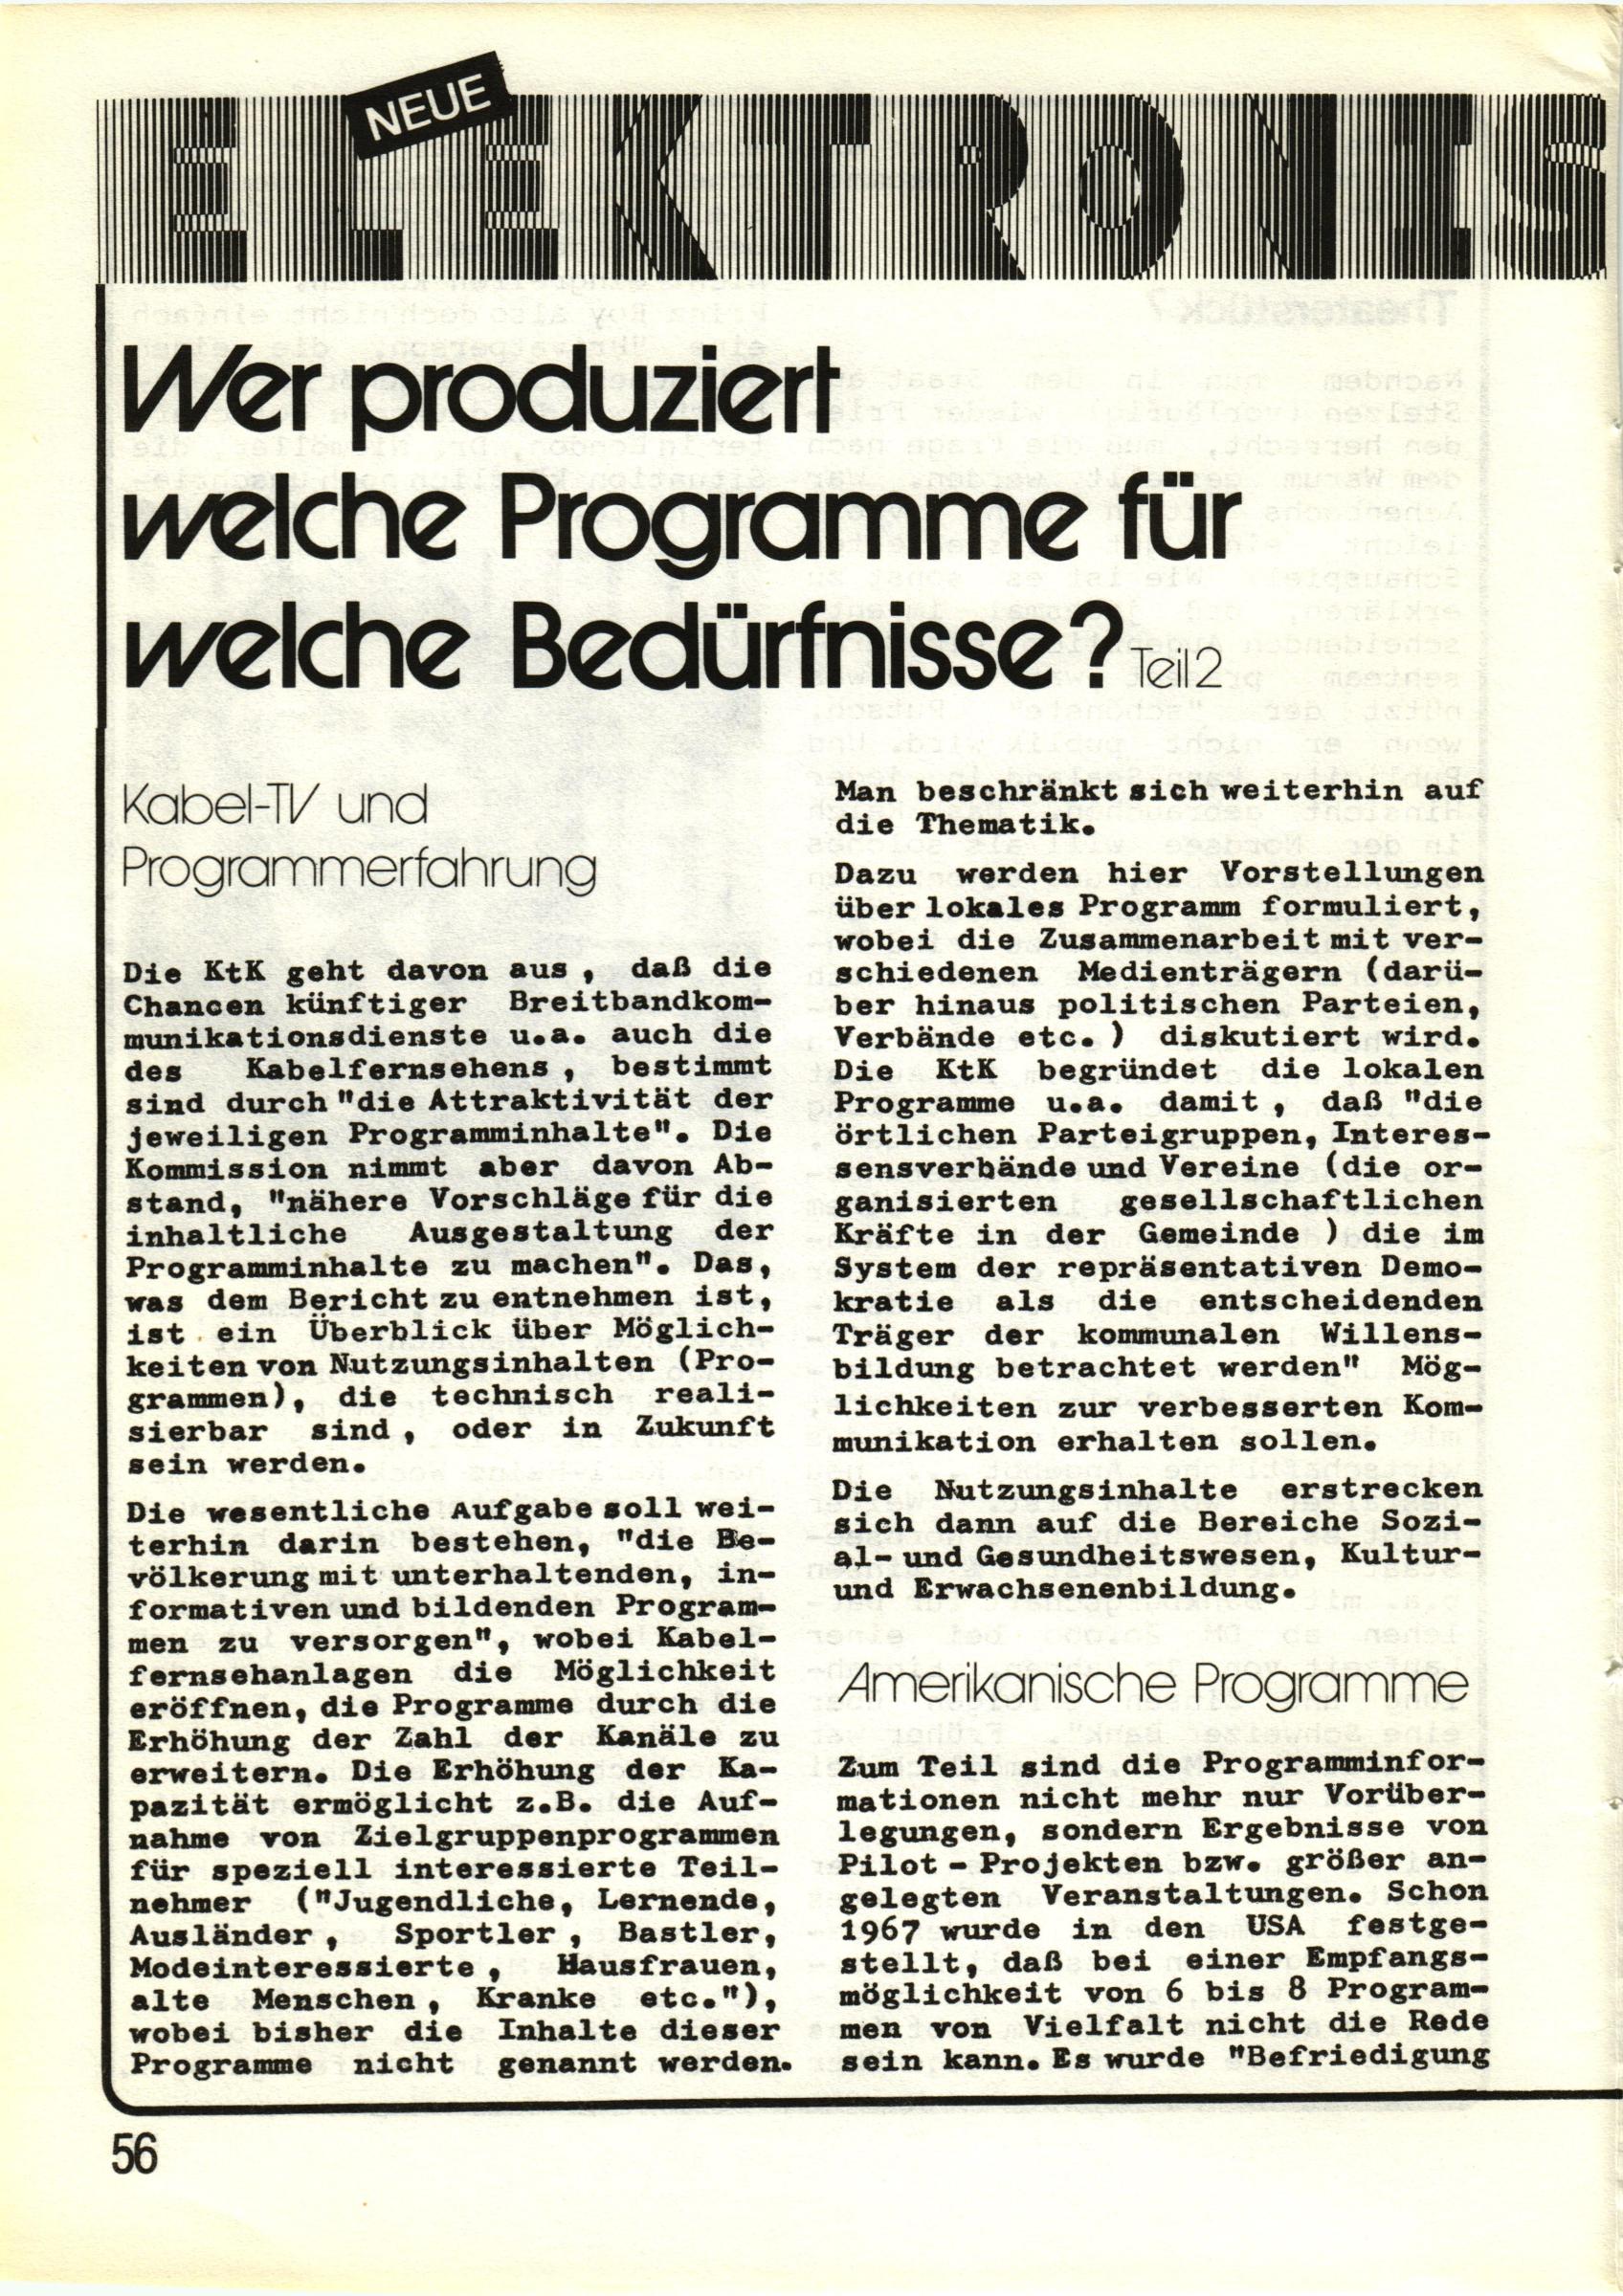 NEUE
ELEKTRONIS
Wer produziert
welche Programme für
welche Bedürfnisse? Teil 2
Kabel-TV und
Programmerfahrung
Die KtK geht davon aus, daß die
Chancen künftiger Breitbandkom-
munikationsdienste u.a. auch die
des Kabelfernsehens, bestimmt
sind durch "die Attraktivität der
jeweiligen Programminhalte". Die
Kommission nimmt aber davon Ab-
stand, "nähere Vorschläge für die
inhaltliche Ausgestaltung der
Programminhalte zu machen". Das,
was dem Bericht zu entnehmen ist,
ist ein Überblick über Möglich-
keiten von Nutzungsinhalten (Pro-
grammen), die technisch reali-
sierbar sind, oder in Zukunft
sein werden.
Die wesentliche Aufgabe soll wei-
terhin darin bestehen, "die Be-
völkerung mit unterhaltenden, in-
formativen und bildenden Program-
men zu versorgen", wobei Kabel-
fernsehanlagen die Möglichkeit
eröffnen, die Programme durch die
Erhöhung der Zahl der Kanäle zu
erweitern. Die Erhöhung der Ka-
pazität ermöglicht z.B. die Auf-
nahme von Zielgruppenprogrammen
für speziell interessierte Teil-
nehmer ("Jugendliche, Lernende,
Ausländer, Sportler, Bastler,
Modeinteressierte, Hausfrauen,
alte Menschen, Kranke etc."),
wobei bisher die Inhalte dieser
Programme nicht genannt werden.
Man beschränkt sich weiterhin auf
die Thematik.
Dazu werden hier Vorstellungen
über lokales Programm formuliert,
wobei die Zusammenarbeit mit ver-
schiedenen Medienträgern (darü-
ber hinaus politischen Parteien,
Verbände etc.) diskutiert wird.
Die KtK begründet die lokalen
Programme u.a. damit, daß "die
örtlichen Parteigruppen, Interes-
sensverbände und Vereine (die or-
ganisierten gesellschaftlichen
Kräfte in der Gemeinde ) die im
System der repräsentativen Demo-
kratie als die entscheidenden
Träger der kommunalen Willens-
bildung betrachtet werden" Mög-
lichkeiten zur verbesserten Kom-
munikation erhalten sollen.
Die Nutzungsinhalte erstrecken
sich dann auf die Bereiche Sozi-
al- und Gesundheitswesen, Kultur-
und Erwachsenenbildung.
Amerikanische Programme
Zum Teil sind die Programminfor-
mationen nicht mehr nur Vorüber-
legungen, sondern Ergebnisse von
Pilot-Projekten bzw. größer an-
gelegten Veranstaltungen. Schon
1967 wurde in den USA festge-
stellt, daß bei einer Empfangs-
möglichkeit von 6 bis 8 Program-
men von Vielfalt nicht die Rede
sein kann. Es wurde "Befriedigung
56